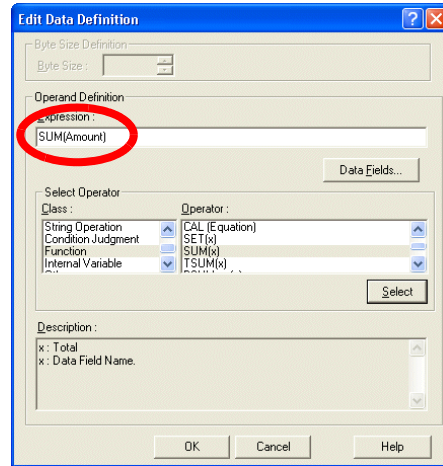 Edit Data Definition
Byte Size Definition
Byte Size :
Operand Definition
Expression :
SUM(Amount)
Data Fields...
Select Operator
Class :
Operator :
String Operation
Condition Judgment
Function
Internal Variable
CAL (Equation)
SET(x)
SUM(x)
TSUM(x)
Select
Description :
x : Total
x : Data Field Name.
OK
Cancel
Help